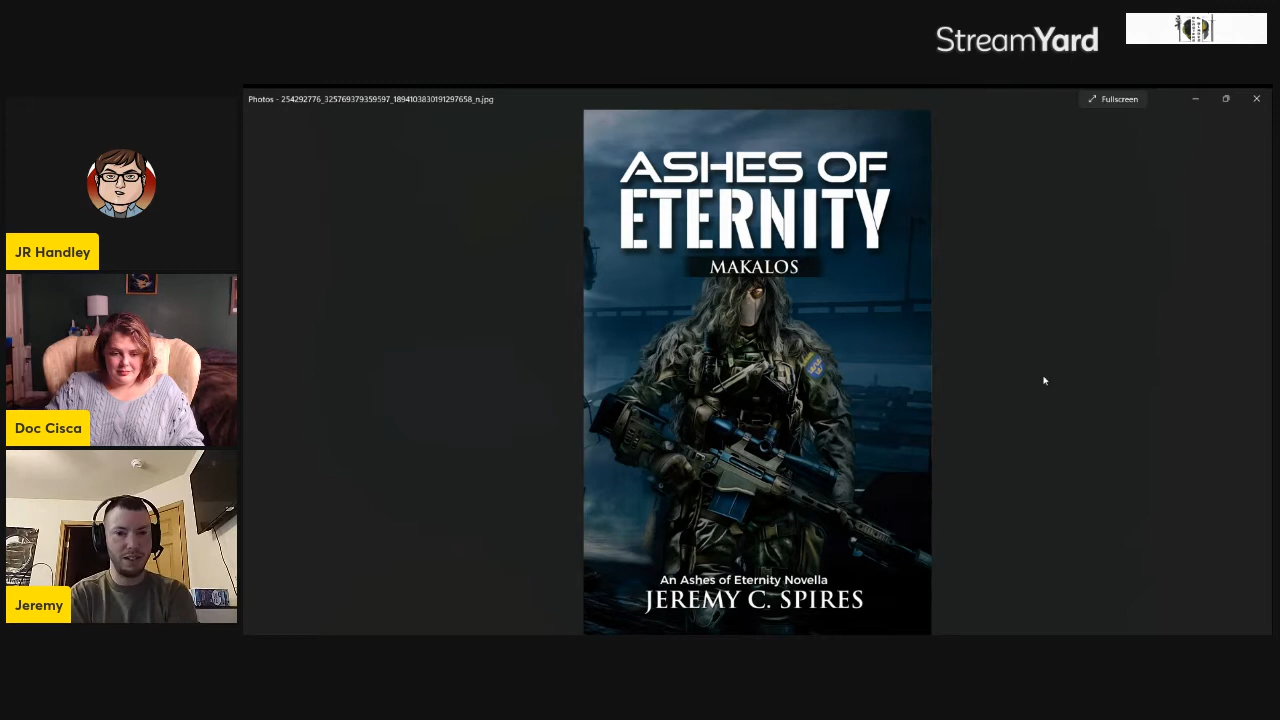 StreamYard
Photos - 254292776_325769379359597_1894103830191297658_n.jpg
Fullscreen
ASHES OF
ETERNITY
MAKALOS
An Ashes of Eternity Novella
JEREMY C. SPIRES
JR Handley
Doc Cisca
Jeremy